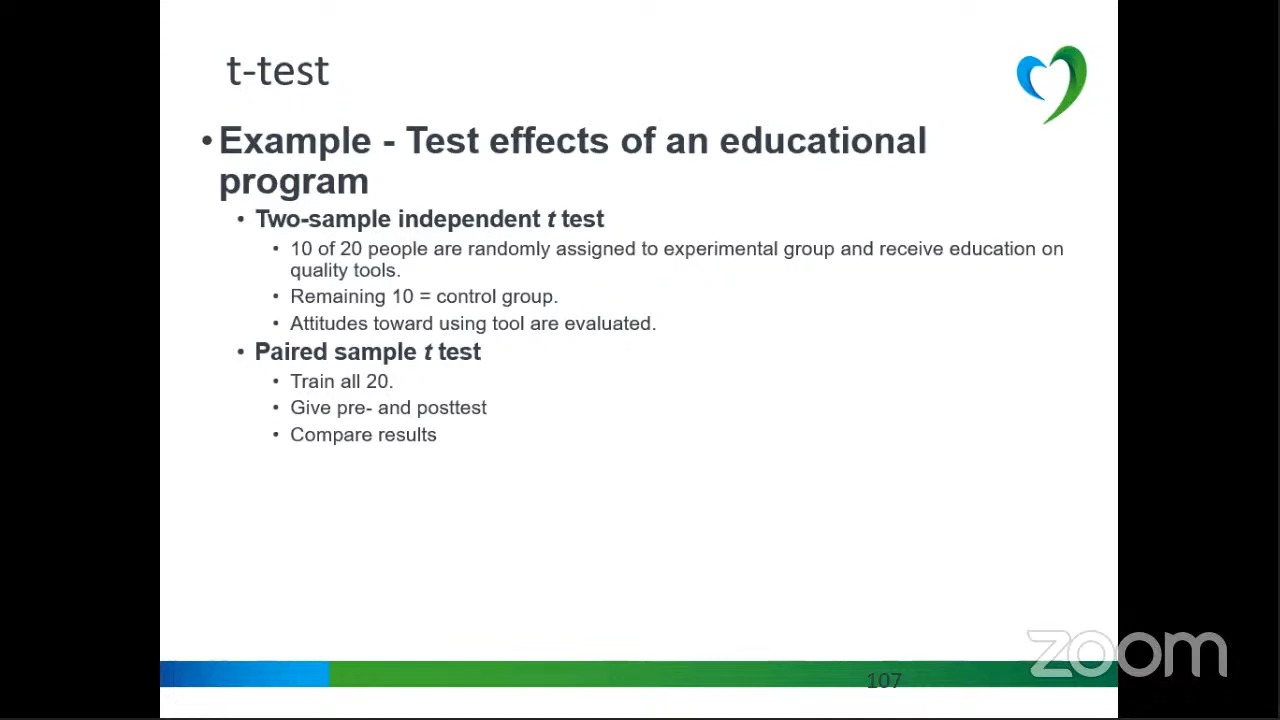 t-test
• Example - Test effects of an educational
program
• Two-sample independent t test
• 10 of 20 people are randomly assigned to experimental group and receive education on
quality tools.
• Remaining 10 = control group.
• Attitudes toward using tool are evaluated.
• Paired sample t test
• Train all 20.
• Give pre- and posttest
• Compare results
zoom
107